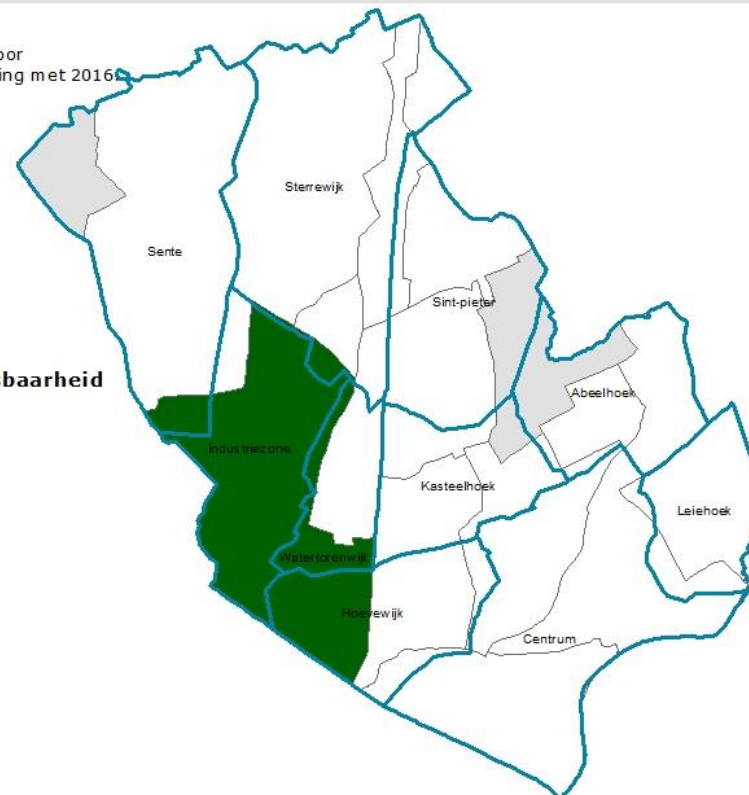 oor
ing met 2016.
Sterrewijk
Sente
Sint-pieter
baarheid
Abeelhoek
Industriezone
Kasteelhoek
Leiehoek
Watertorenwijk
Hoevewijk
Centrum